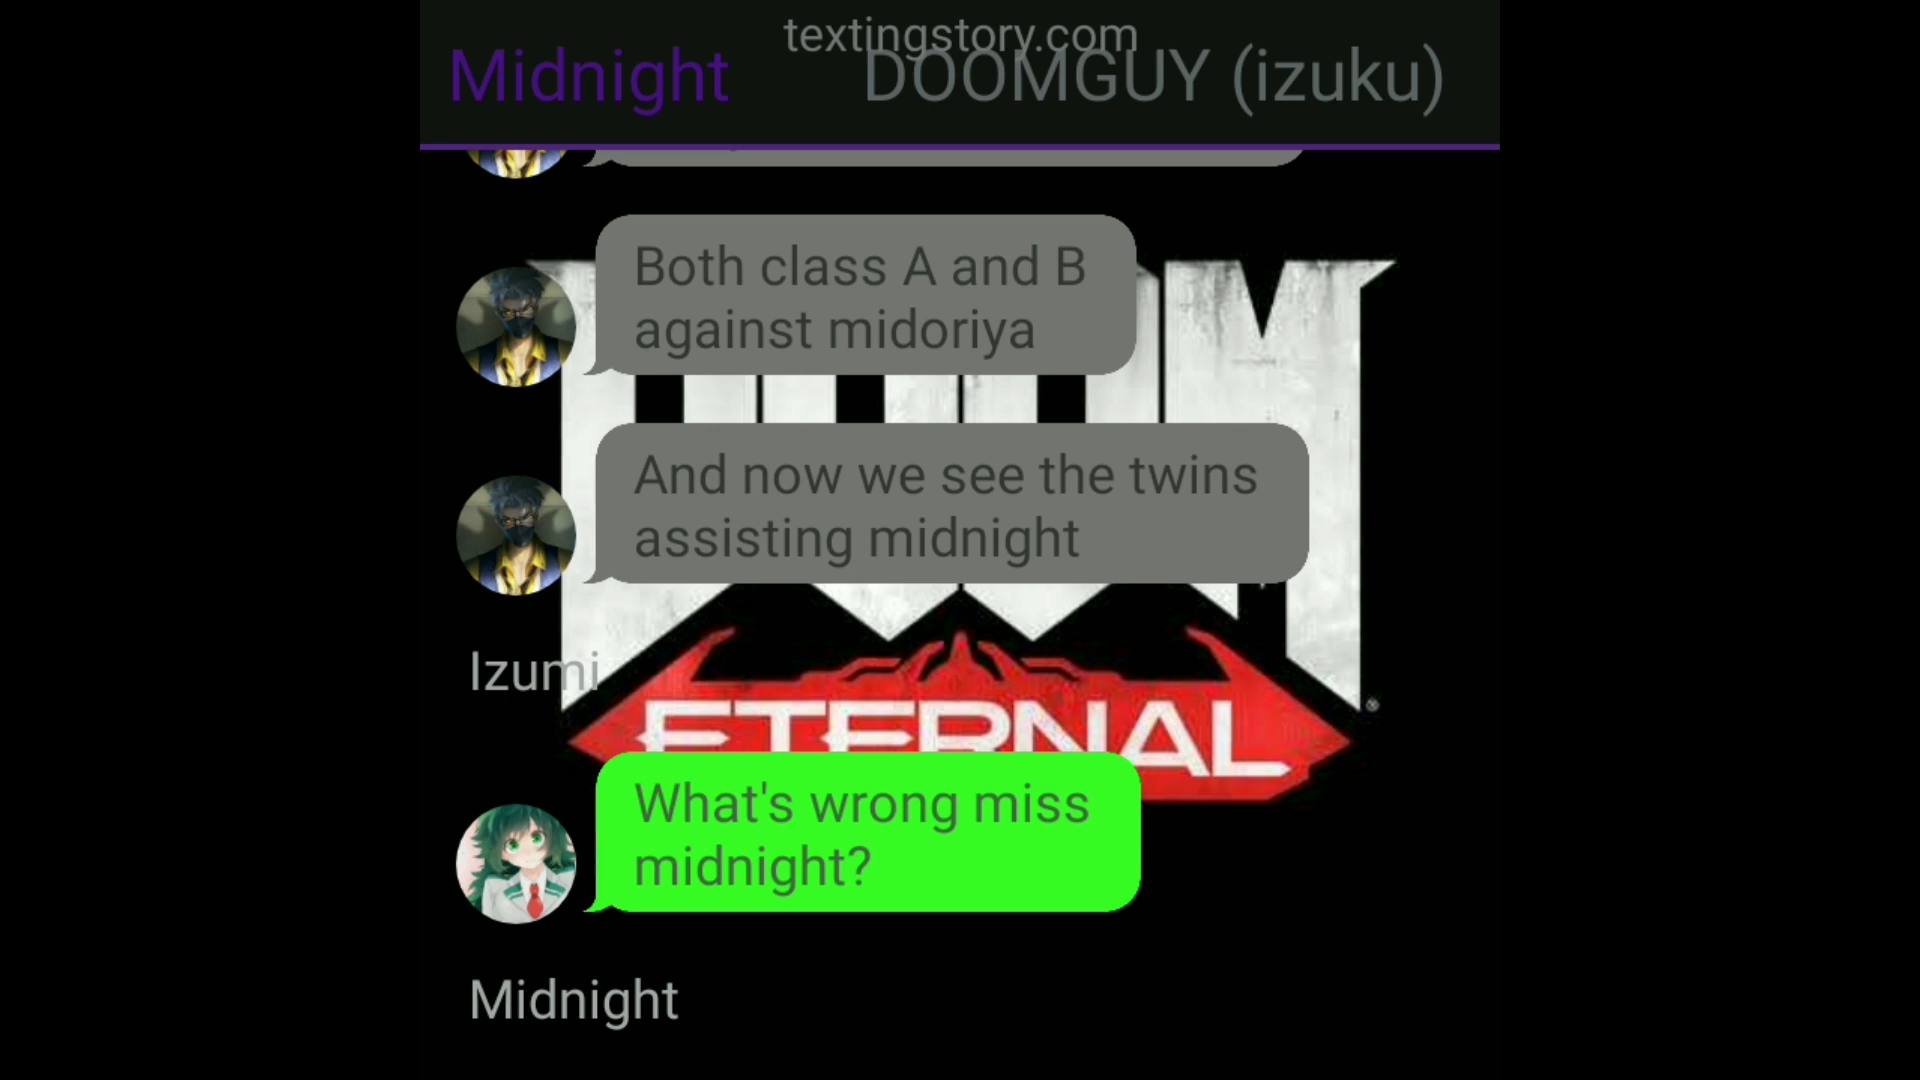 textingstory.com
Midnight DOOMGUY (izuku)
Both class A and B
against midoriya
And now we see the twins
assisting midnight
Izumi
ETERNAL
What's wrong miss
midnight?
Midnight